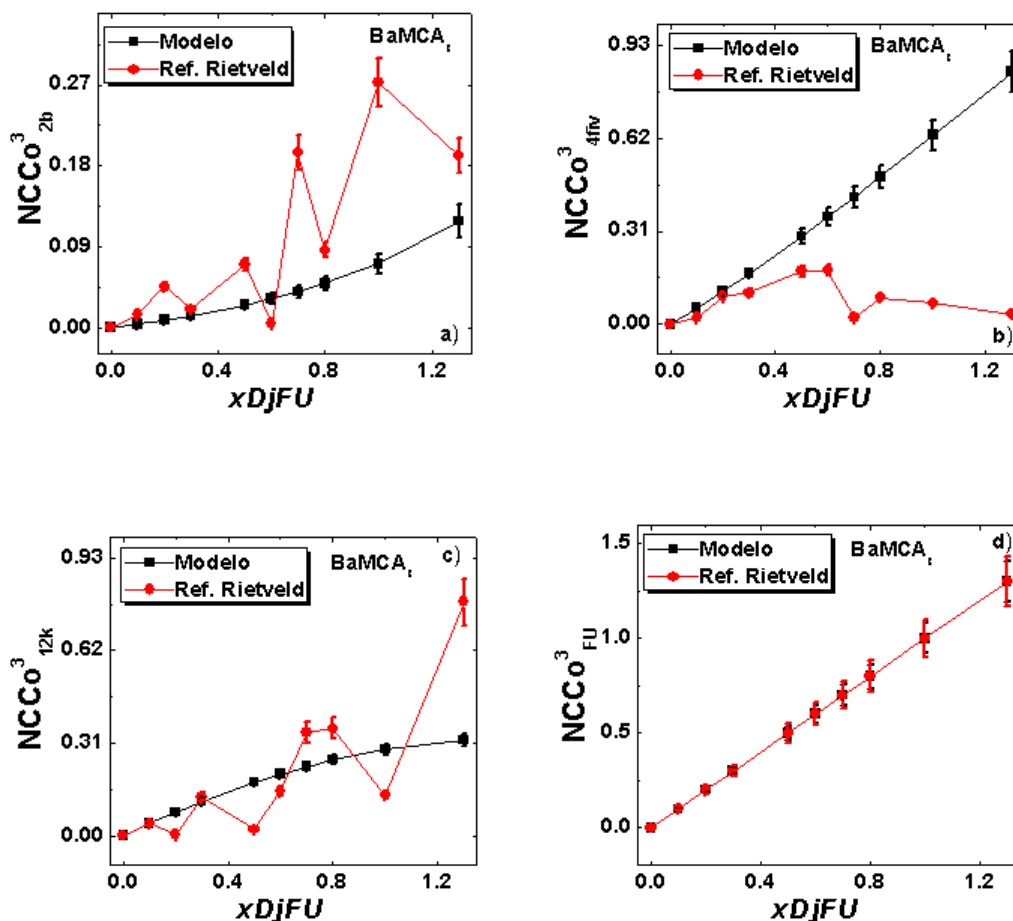 Modelo
Ref. Rietveld
BaMCAt
NCCo³2b
0.27
0.18
0.09
0.00
a)
0.0 0.4 0.8 1.2
xDjFU
Modelo
Ref. Rietveld
BaMCAt
NCCo³4fiv
0.93
0.62
0.31
0.00
b)
0.0 0.4 0.8 1.2
xDjFU
Modelo
Ref. Rietveld
BaMCAt
c)
NCCo³12k
0.93
0.62
0.31
0.00
0.0 0.4 0.8 1.2
xDjFU
Modelo
Ref. Rietveld
BaMCAt
d)
NCCo³FU
1.5
1.0
0.5
0.0
0.0 0.4 0.8 1.2
xDjFU